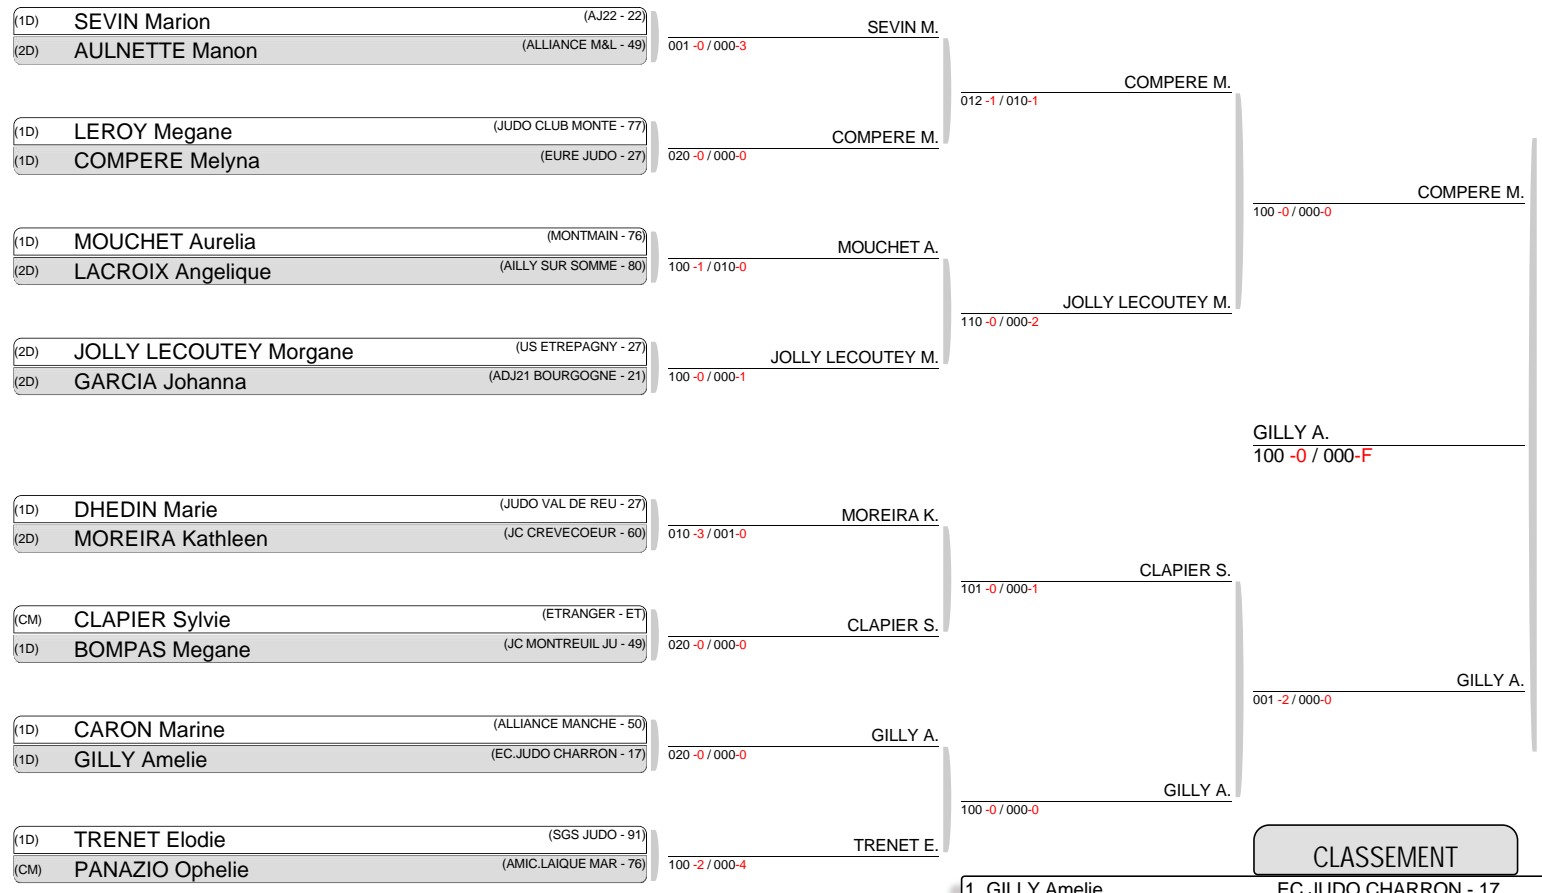 (1D) SEVIN Marion (AJ22 - 22)
(2D) AULNETTE Manon (ALLIANCE M&L - 49)
SEVIN M.
001 -0 / 000-3
COMPERE M.
012 -1 / 010-1
(1D) LEROY Megane (JUDO CLUB MONTE - 77)
(1D) COMPERE Melyna (EURE JUDO - 27)
COMPERE M.
020 -0 / 000-0
COMPERE M.
100 -0 / 000-0
(1D) MOUCHET Aurelia (MONTMAIN - 76)
(2D) LACROIX Angelique (AILLY SUR SOMME - 80)
MOUCHET A.
100 -1 / 010-0
JOLLY LECOUTEY M.
110 -0 / 000-2
(2D) JOLLY LECOUTEY Morgane (US ETREPAGNY - 27)
(2D) GARCIA Johanna (ADJ21 BOURGOGNE - 21)
JOLLY LECOUTEY M.
100 -0 / 000-1
GILLY A.
100 -0 / 000-F
(1D) DHEDIN Marie (JUDO VAL DE REU - 27)
(2D) MOREIRA Kathleen (JC CREVECOEUR - 60)
MOREIRA K.
010 -3 / 001-0
CLAPIER S.
101 -0 / 000-1
(CM) CLAPIER Sylvie (ETRANGER - ET)
(1D) BOMPAS Megane (JC MONTREUIL JU - 49)
CLAPIER S.
020 -0 / 000-0
GILLY A.
001 -2 / 000-0
(1D) CARON Marine (ALLIANCE MANCHE - 50)
(1D) GILLY Amelie (EC.JUDO CHARRON - 17)
GILLY A.
020 -0 / 000-0
GILLY A.
100 -0 / 000-0
(1D) TRENET Elodie (SGS JUDO - 91)
(CM) PANAZIO Ophelie (AMIC.LAIQUE MAR - 76)
TRENET E.
100 -2 / 000-4
CLASSEMENT
1. GILLY Amelie EC.JUDO CHARRON - 17